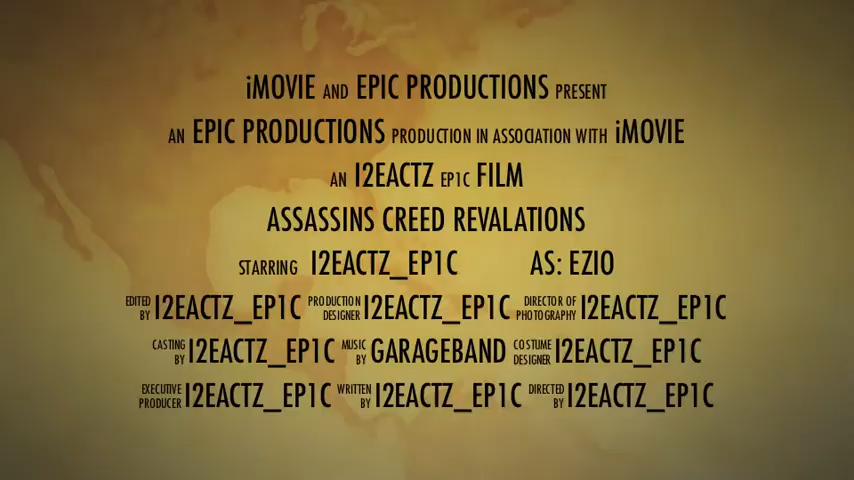 iMOVIE AND EPIC PRODUCTIONS PRESENT
AN EPIC PRODUCTIONS PRODUCTION IN ASSOCIATION WITH iMOVIE
AN I2EACTZ EP1C FILM
ASSASSINS CREED REVALATIONS
STARRING I2EACTZ_EP1C AS: EZIO
EDITED BY I2EACTZ_EP1C PRODUCTION DESIGNER I2EACTZ_EP1C DIRECTOR OF PHOTOGRAPHY I2EACTZ_EP1C
CASTING BY I2EACTZ_EP1C MUSIC BY GARAGEBAND COSTUME DESIGNER I2EACTZ_EP1C
EXECUTIVE PRODUCER I2EACTZ_EP1C WRITTEN BY I2EACTZ_EP1C DIRECTED BY I2EACTZ_EP1C